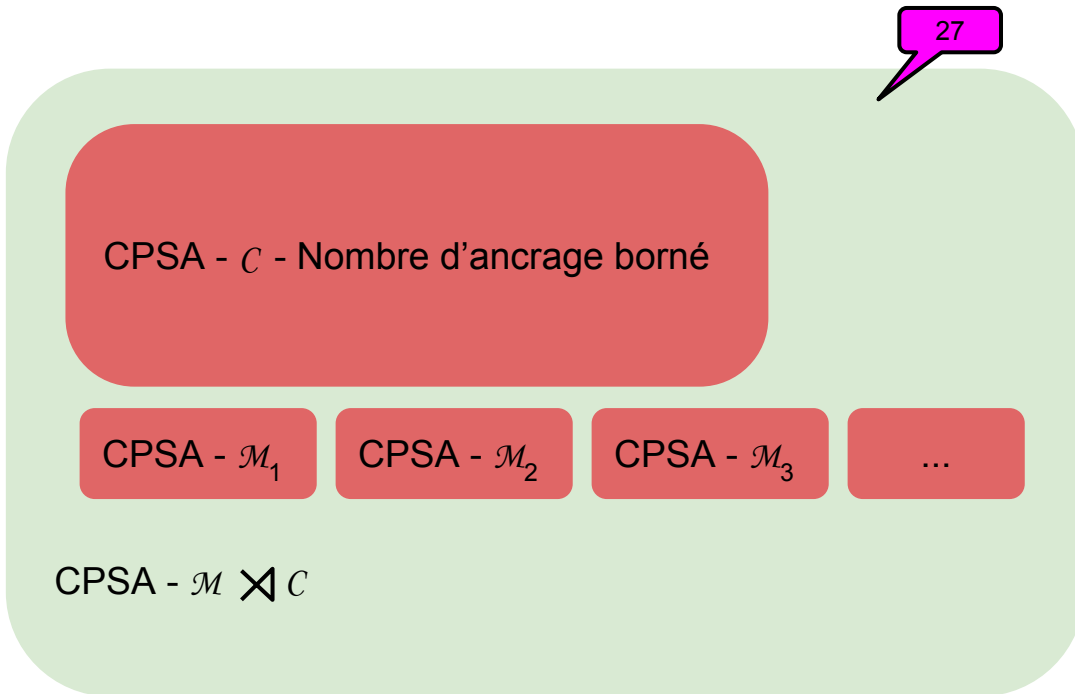 27
CPSA - 𝒞 - Nombre d’ancrage borné
CPSA - ℳ₁
CPSA - ℳ₂
CPSA - ℳ₃
...
CPSA - ℳ ⋊ 𝒞